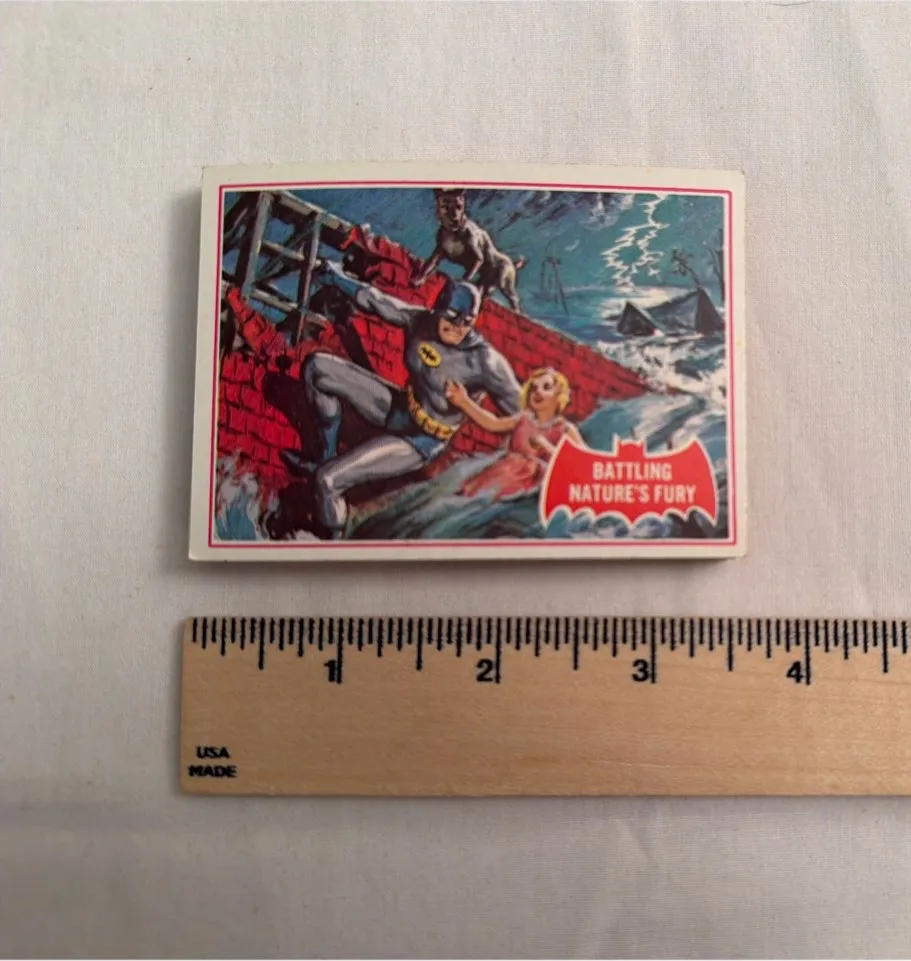 BATTLING
NATURE'S FURY
1 2 3 4
USA
MADE